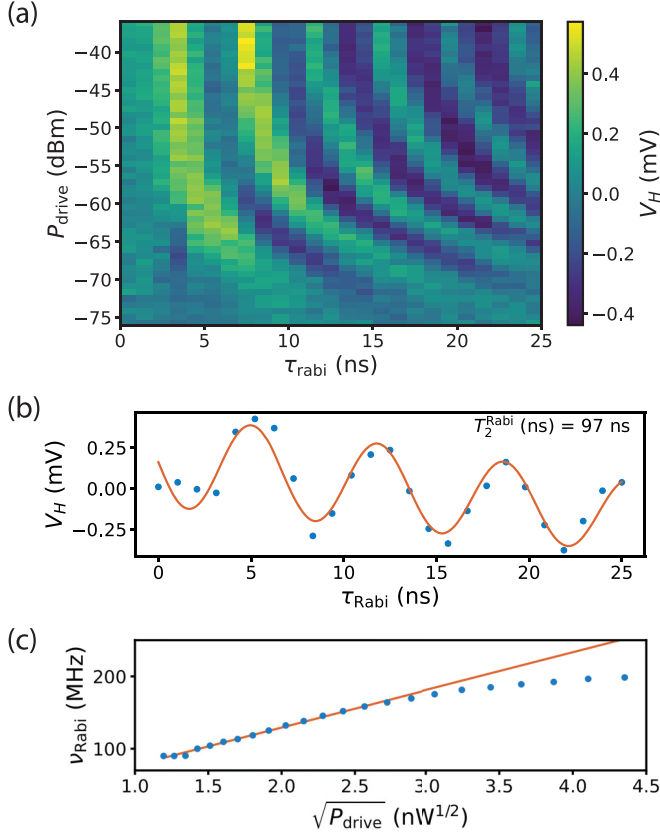 (a)
P_drive (dBm)
−40
−45
−50
−55
−60
−65
−70
−75
0 5 10 15 20 25
τ_rabi (ns)
0.4
0.2
0.0
−0.2
−0.4
V_H (mV)
(b)
T_2^Rabi (ns) = 97 ns
V_H (mV)
0.25
0.00
−0.25
0 5 10 15 20 25
τ_Rabi (ns)
(c)
ν_Rabi (MHz)
200
100
1.0 1.5 2.0 2.5 3.0 3.5 4.0 4.5
√P_drive (nW^1/2)